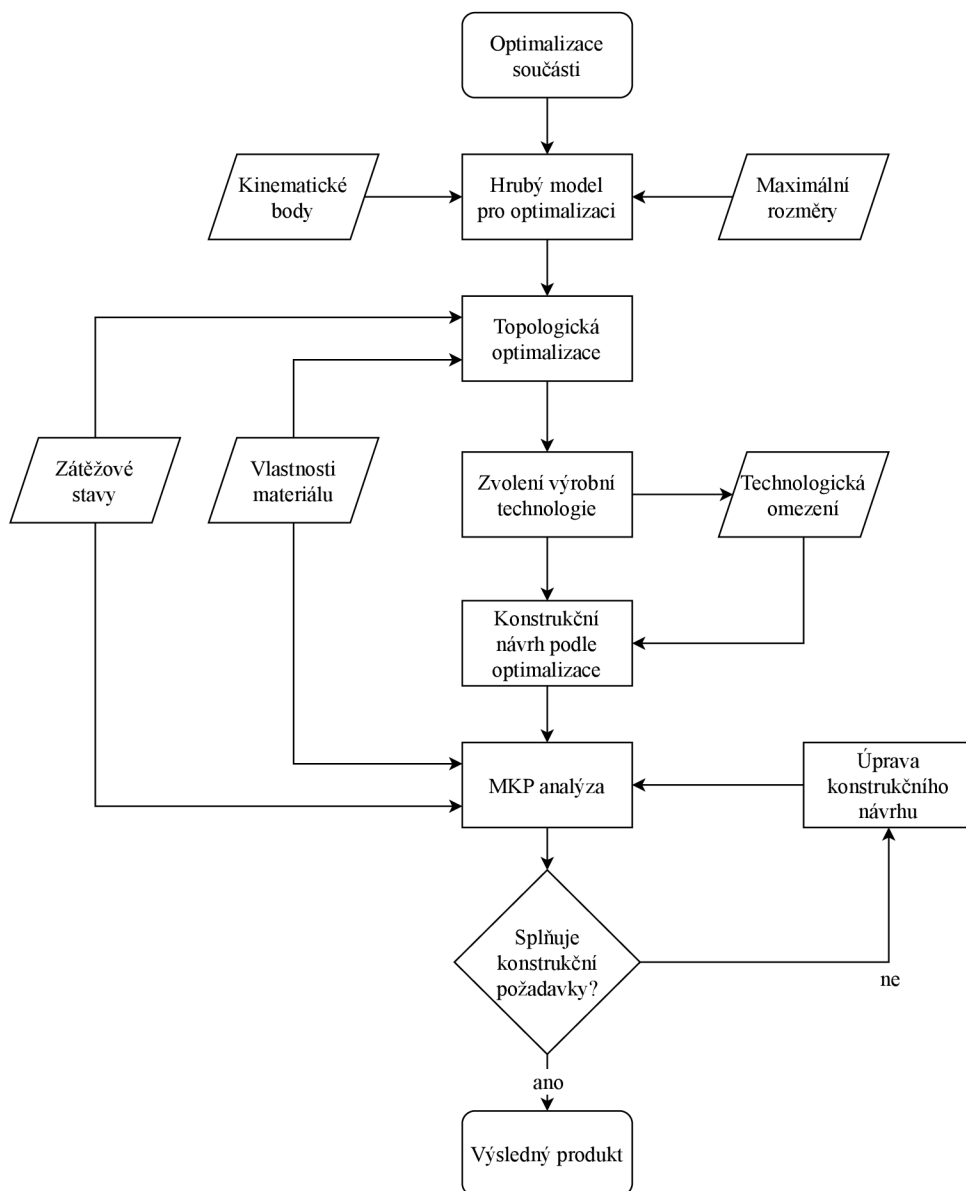 Optimalizace
součásti
Kinematické
body
Hrubý model
pro optimalizaci
Maximální
rozměry
Topologická
optimalizace
Zátěžové
stavy
Vlastnosti
materiálu
Zvolení výrobní
technologie
Technologická
omezení
Konstrukční
návrh podle
optimalizace
MKP analýza
Úprava
konstrukčního
návrhu
Splňuje
konstrukční
požadavky?
ne
ano
Výsledný produkt